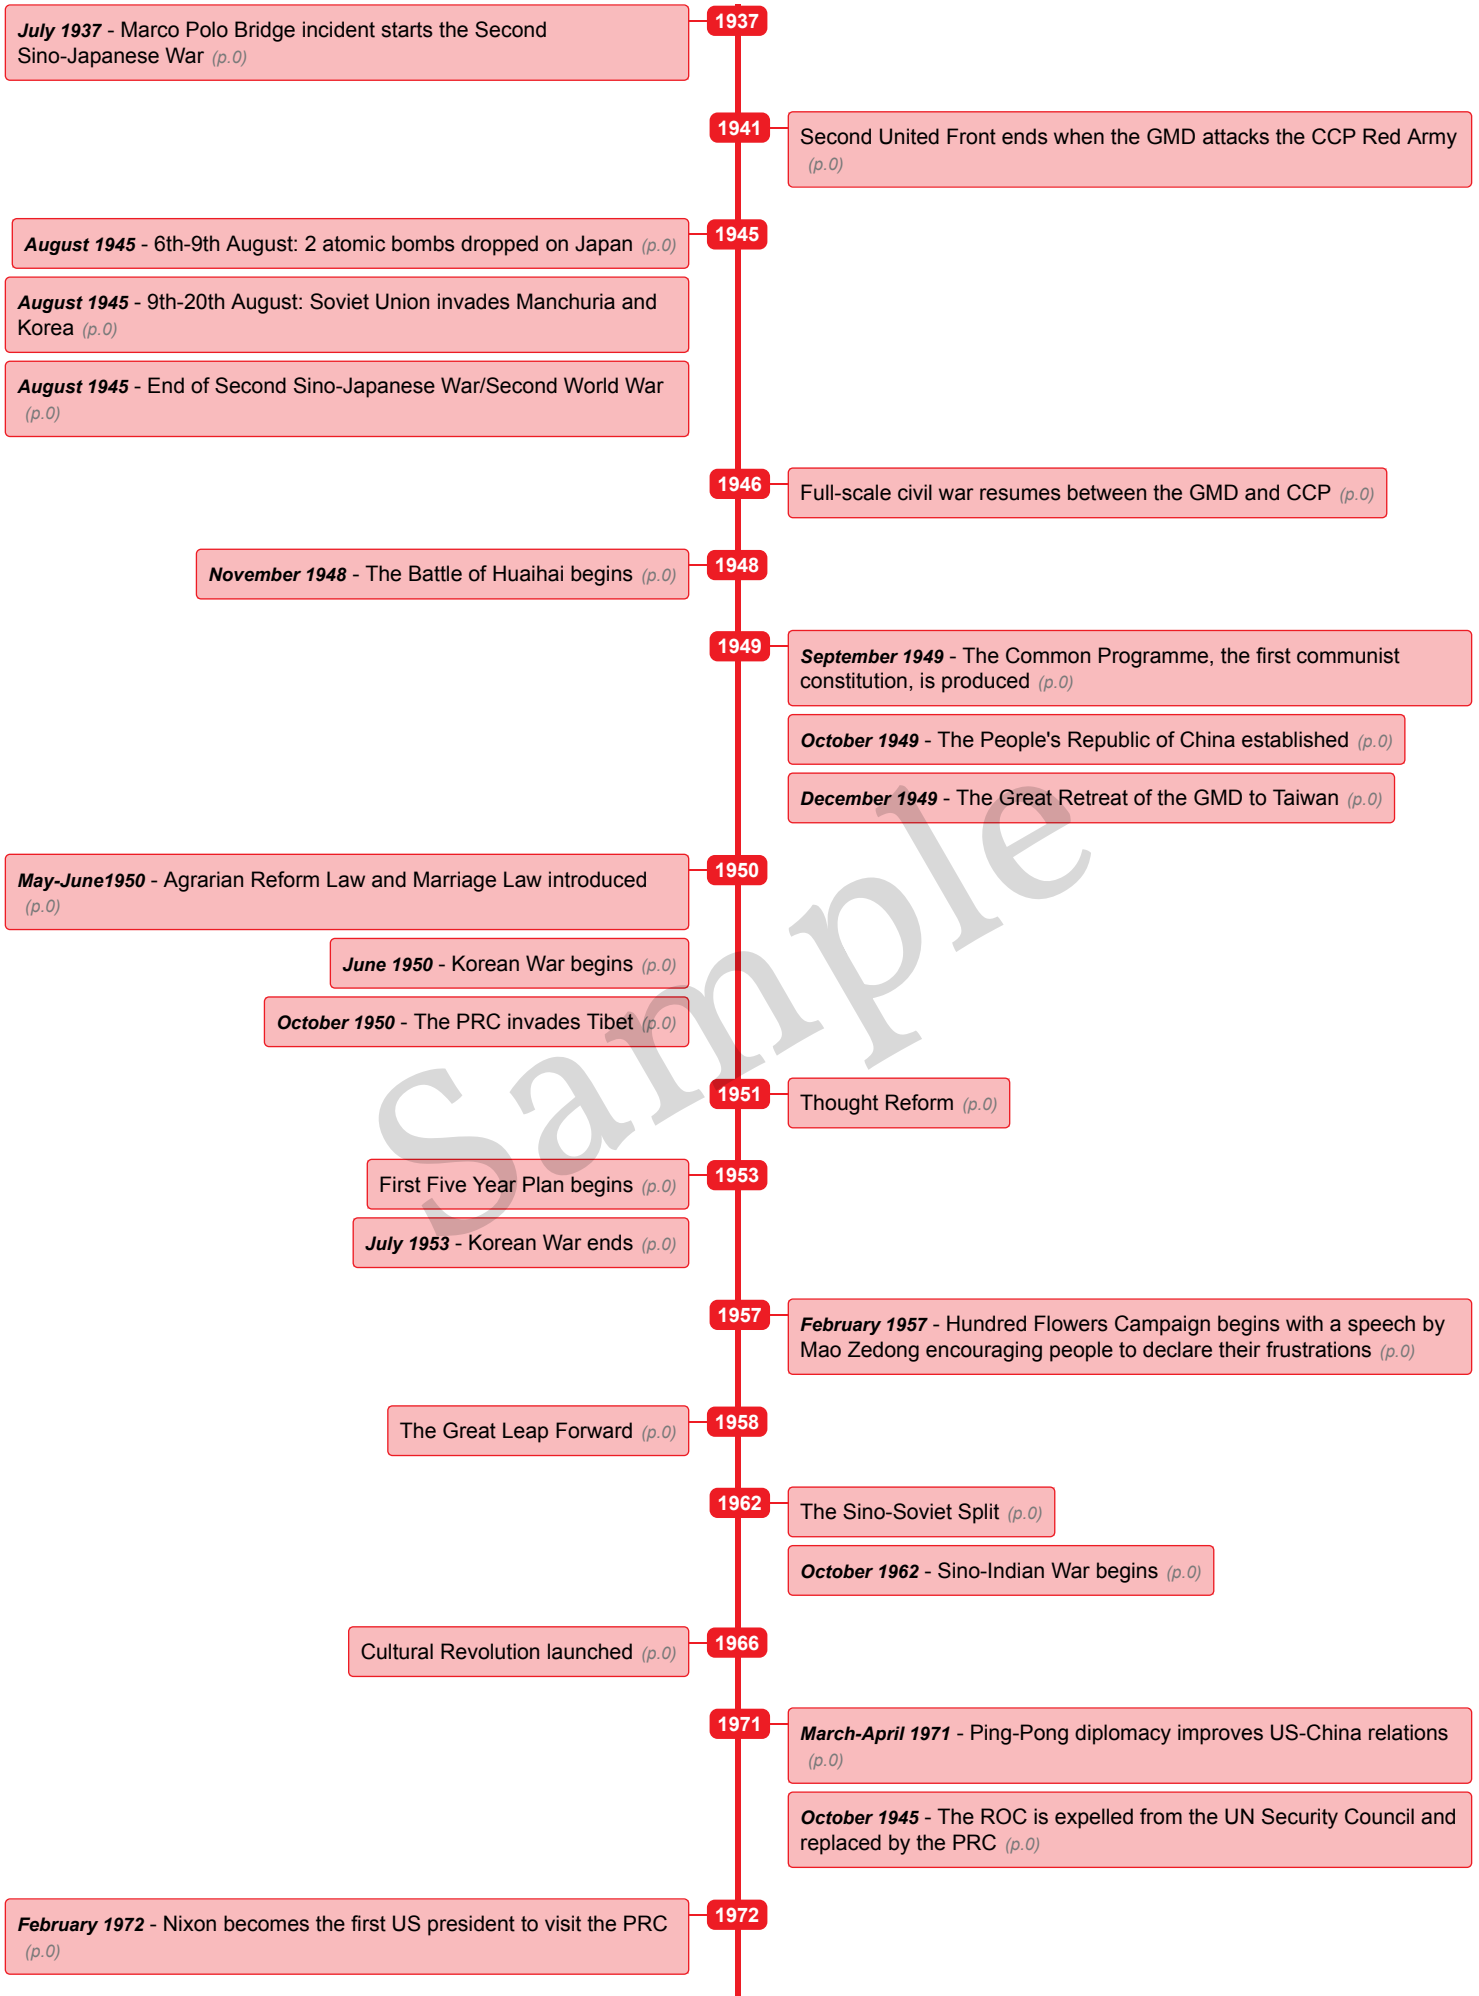 1937
July 1937 - Marco Polo Bridge incident starts the Second
Sino-Japanese War (p.0)
1941
Second United Front ends when the GMD attacks the CCP Red Army
(p.0)
1945
August 1945 - 6th-9th August: 2 atomic bombs dropped on Japan (p.0)
August 1945 - 9th-20th August: Soviet Union invades Manchuria and
Korea (p.0)
August 1945 - End of Second Sino-Japanese War/Second World War
(p.0)
1946
Full-scale civil war resumes between the GMD and CCP (p.0)
1948
November 1948 - The Battle of Huaihai begins (p.0)
1949
September 1949 - The Common Programme, the first communist
constitution, is produced (p.0)
October 1949 - The People's Republic of China established (p.0)
December 1949 - The Great Retreat of the GMD to Taiwan (p.0)
1950
May-June1950 - Agrarian Reform Law and Marriage Law introduced
(p.0)
June 1950 - Korean War begins (p.0)
October 1950 - The PRC invades Tibet (p.0)
1951
Thought Reform (p.0)
1953
First Five Year Plan begins (p.0)
July 1953 - Korean War ends (p.0)
1957
February 1957 - Hundred Flowers Campaign begins with a speech by
Mao Zedong encouraging people to declare their frustrations (p.0)
1958
The Great Leap Forward (p.0)
1962
The Sino-Soviet Split (p.0)
October 1962 - Sino-Indian War begins (p.0)
1966
Cultural Revolution launched (p.0)
1971
March-April 1971 - Ping-Pong diplomacy improves US-China relations
(p.0)
October 1945 - The ROC is expelled from the UN Security Council and
replaced by the PRC (p.0)
1972
February 1972 - Nixon becomes the first US president to visit the PRC
(p.0)
Sample